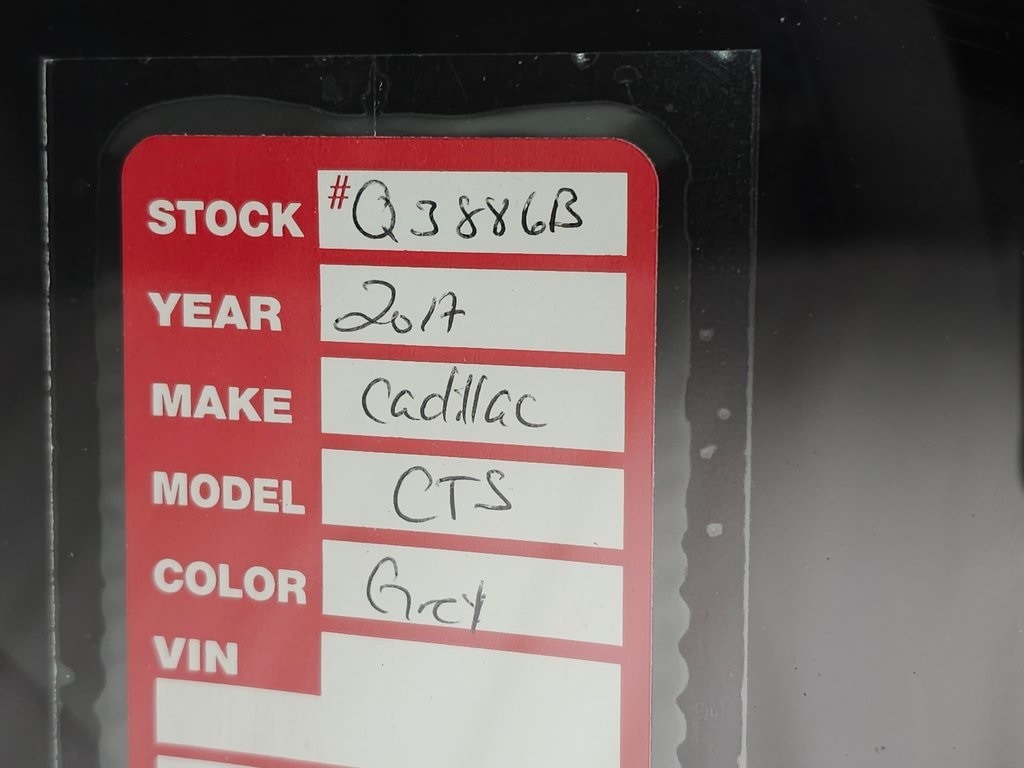 STOCK #Q3886B
YEAR 2017
MAKE Cadillac
MODEL CTS
COLOR Grey
VIN